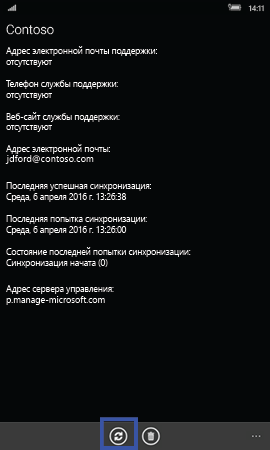 14:11
Contoso
Адрес электронной почты поддержки:
отсутствуют
Телефон службы поддержки:
отсутствуют
Веб-сайт службы поддержки:
отсутствуют
Адрес электронной почты:
jdford@contoso.com
Последняя успешная синхронизация:
Среда, 6 апреля 2016 г. 13:26:38
Последняя попытка синхронизации:
Среда, 6 апреля 2016 г. 13:26:00
Состояние последней попытки синхронизации:
Синхронизация начата (0)
Адрес сервера управления:
p.manage-microsoft.com